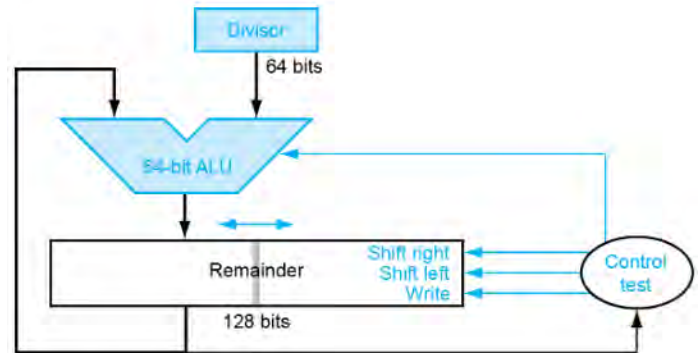 Divisor
64 bits
64-bit ALU
Remainder
Shift right
Shift left
Write
Control
test
128 bits